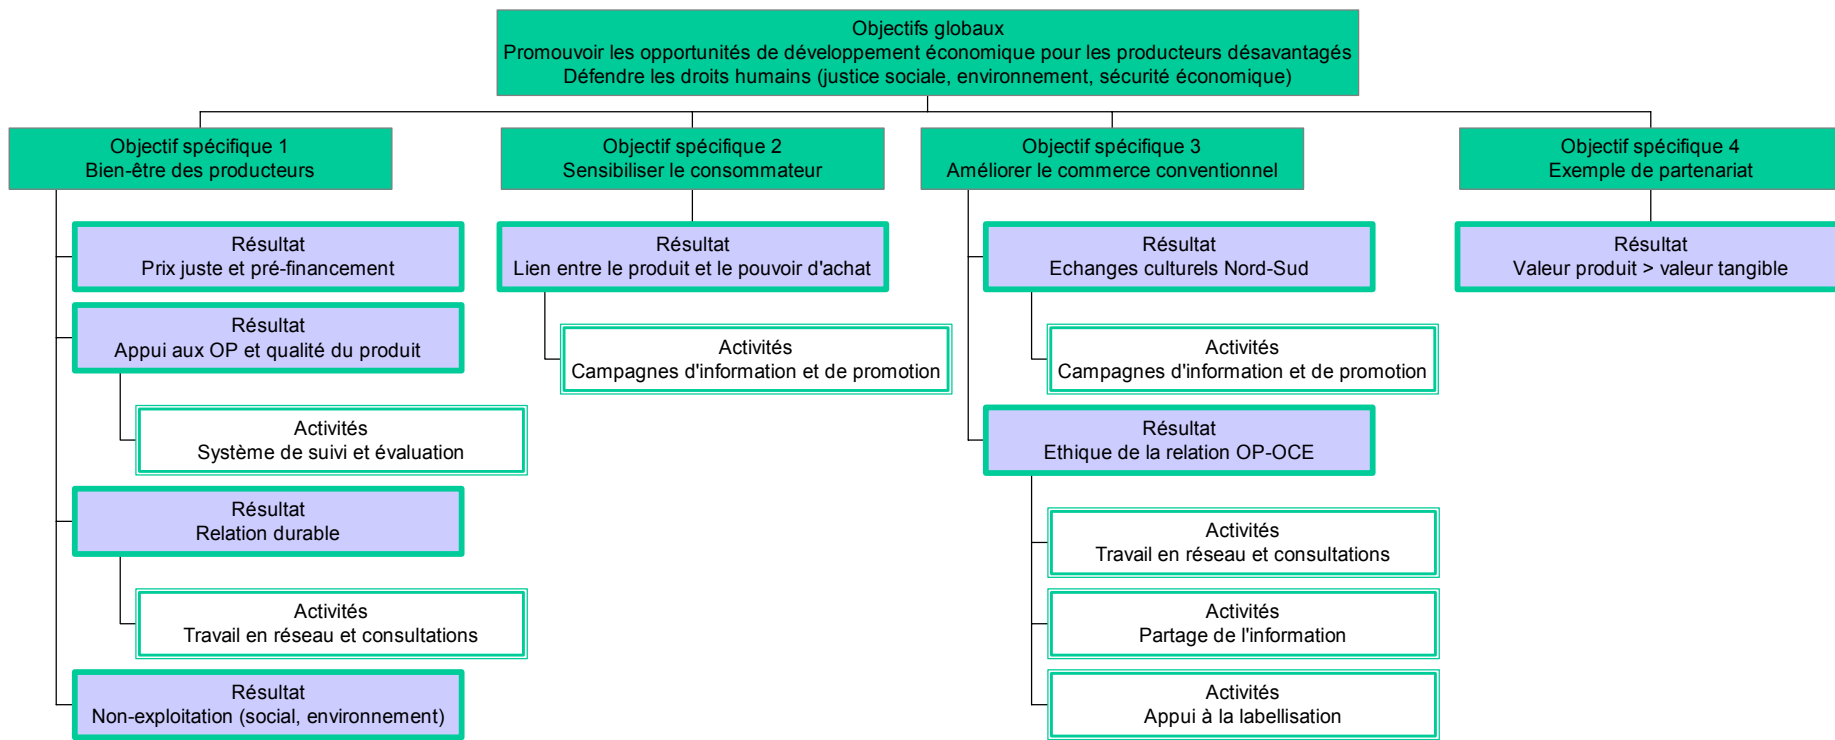 Objectifs globaux
Promouvoir les opportunités de développement économique pour les producteurs désavantagés
Défendre les droits humains (justice sociale, environnement, sécurité économique)
Objectif spécifique 1
Bien-être des producteurs
Résultat
Prix juste et pré-financement
Résultat
Appui aux OP et qualité du produit
Activités
Système de suivi et évaluation
Résultat
Relation durable
Activités
Travail en réseau et consultations
Résultat
Non-exploitation (social, environnement)
Objectif spécifique 2
Sensibiliser le consommateur
Résultat
Lien entre le produit et le pouvoir d'achat
Activités
Campagnes d'information et de promotion
Objectif spécifique 3
Améliorer le commerce conventionnel
Résultat
Echanges culturels Nord-Sud
Activités
Campagnes d'information et de promotion
Résultat
Ethique de la relation OP-OCE
Activités
Travail en réseau et consultations
Activités
Partage de l'information
Activités
Appui à la labellisation
Objectif spécifique 4
Exemple de partenariat
Résultat
Valeur produit > valeur tangible